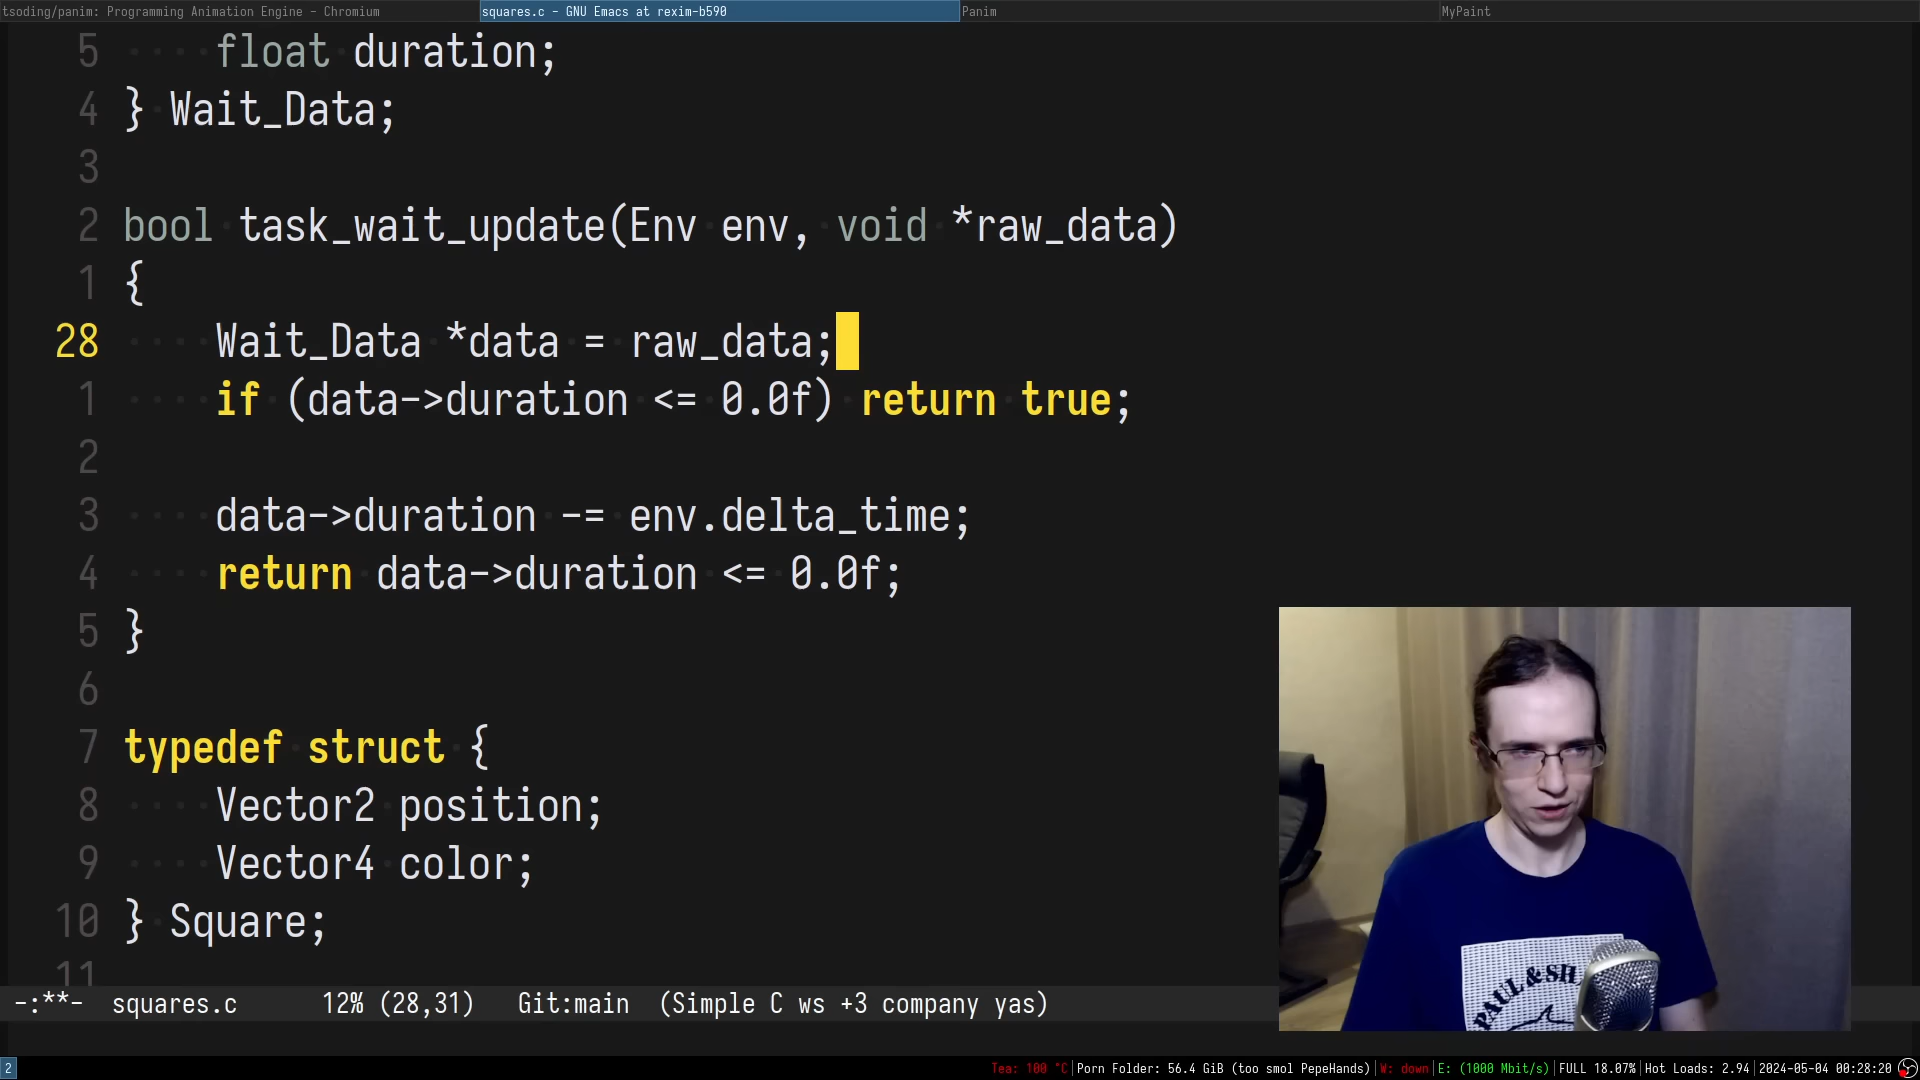 tsoding/panim: Programming Animation Engine - Chromium squares.c - GNU Emacs at rexim-b590 Panim MyPaint
5 float duration;
4 } Wait_Data;
3
2 bool task_wait_update(Env env, void *raw_data)
1 {
28 Wait_Data *data = raw_data;
1 if (data->duration <= 0.0f) return true;
2
3 data->duration -= env.delta_time;
4 return data->duration <= 0.0f;
5 }
6
7 typedef struct {
8 Vector2 position;
9 Vector4 color;
10 } Square;
11
-:**- squares.c 12% (28,31) Git:main (Simple C ws +3 company yas)
PAUL & SHA
2 Tea: 100 °C|Porn Folder: 56.4 GiB (too smol PepeHands)|W: down|E: (1000 Mbit/s)|FULL 18.07%|Hot Loads: 2.94|2024-05-04 00:28:20